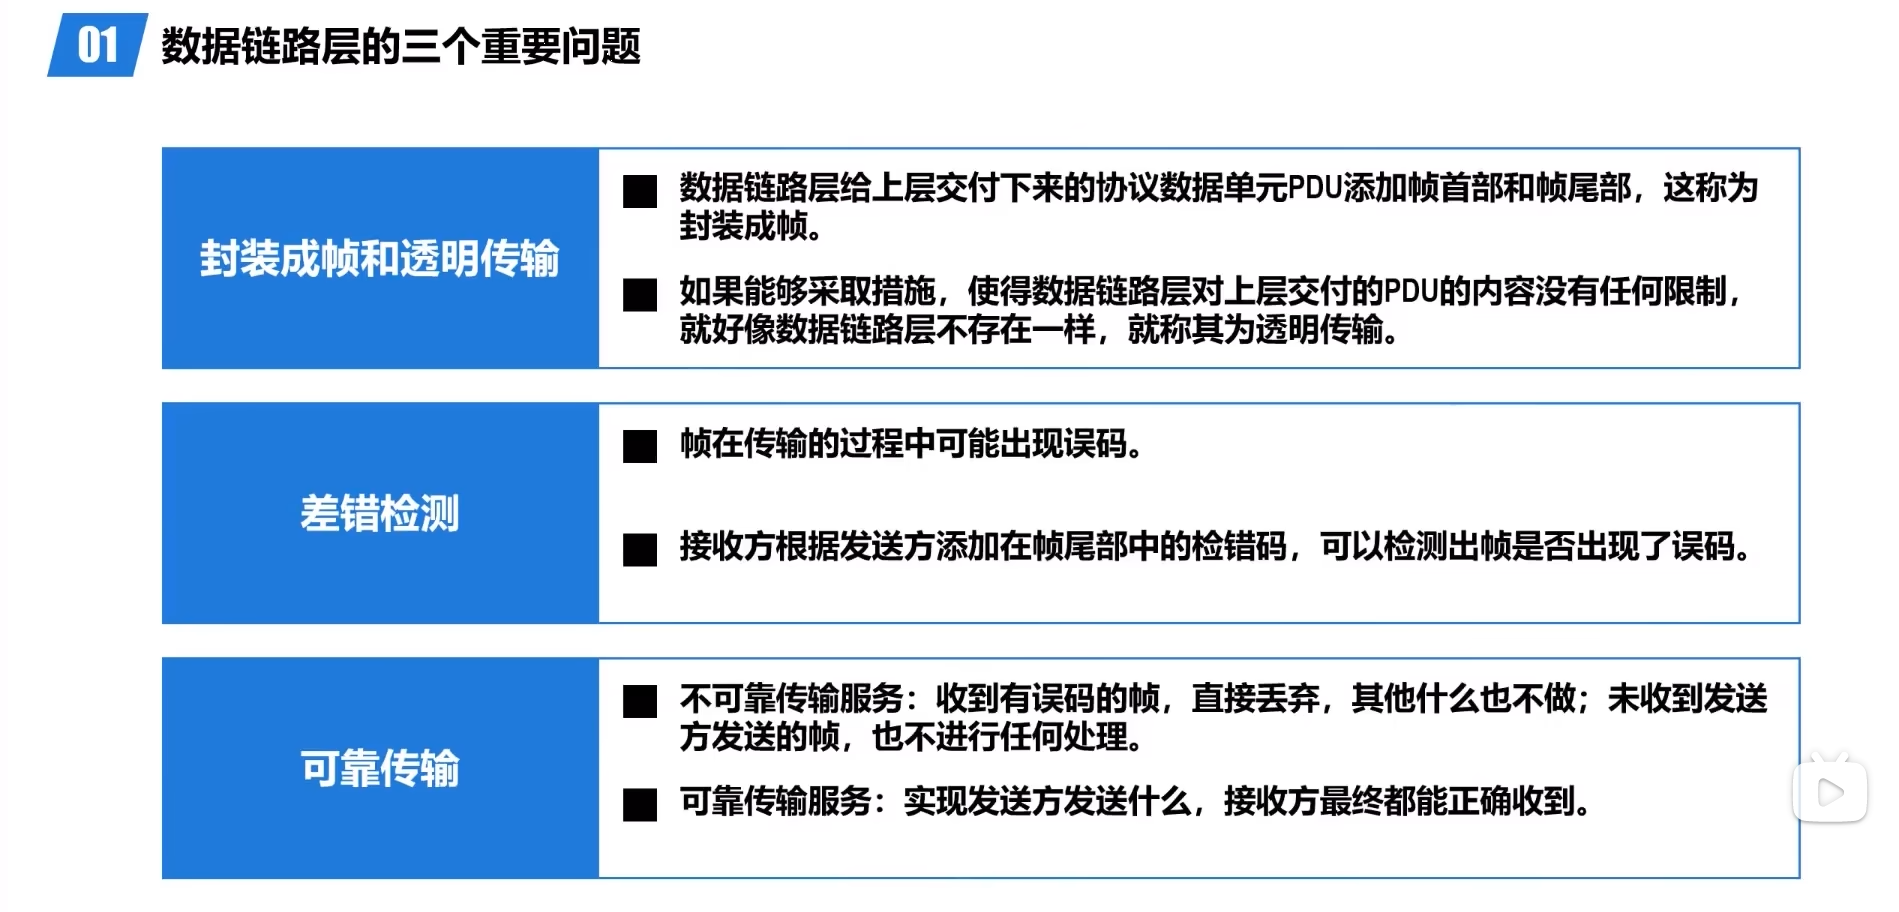 01 数据链路层的三个重要问题
封装成帧和透明传输
数据链路层给上层交付下来的协议数据单元PDU添加帧首部和帧尾部，这称为
封装成帧。
如果能够采取措施，使得数据链路层对上层交付的PDU的内容没有任何限制，
就好像数据链路层不存在一样，就称其为透明传输。
差错检测
帧在传输的过程中可能出现误码。
接收方根据发送方添加在帧尾部中的检错码，可以检测出帧是否出现了误码。
可靠传输
不可靠传输服务：收到有误码的帧，直接丢弃，其他什么也不做；未收到发送
方发送的帧，也不进行任何处理。
可靠传输服务：实现发送方发送什么，接收方最终都能正确收到。